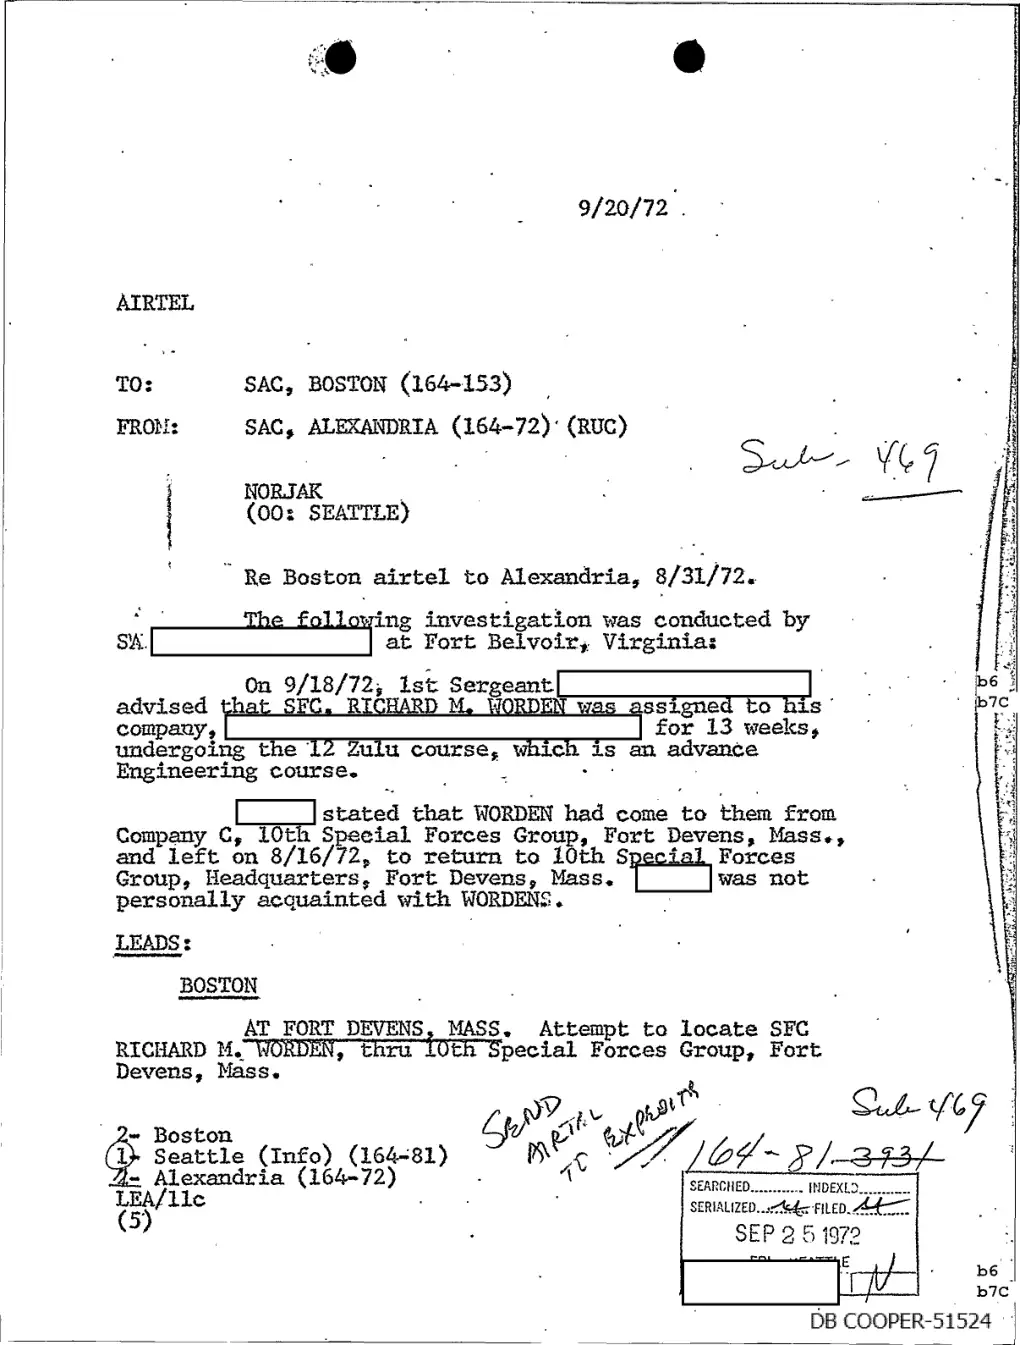 9/20/72
AIRTEL
TO: SAC, BOSTON (164-153)
FROM: SAC, ALEXANDRIA (164-72) (RUC)
Sub - 469
NORJAK
(OO: SEATTLE)
Re Boston airtel to Alexandria, 8/31/72.
The following investigation was conducted by
SA at Fort Belvoir, Virginia:
On 9/18/72, 1st Sergeant
b6
advised that SFC. RICHARD M. WORDEN was assigned to his
b7C
company, for 13 weeks,
undergoing the 12 Zulu course, which is an advance
Engineering course.
stated that WORDEN had come to them from
Company C, 10th Special Forces Group, Fort Devens, Mass.,
and left on 8/16/72, to return to 10th Special Forces
Group, Headquarters, Fort Devens, Mass. was not
personally acquainted with WORDENS.
LEADS:
BOSTON
AT FORT DEVENS, MASS. Attempt to locate SFC
RICHARD M. WORDEN, thru 10th Special Forces Group, Fort
Devens, Mass.
SEND
AIRTEL
TO EXPEDITE
Sub 469
2- Boston
1- Seattle (Info) (164-81)
164-81-3931
- Alexandria (164-72)
LEA/llc
(5)
SEARCHED INDEXED
SERIALIZED FILED
SEP 25 1972
b6
b7C
DB COOPER-51524